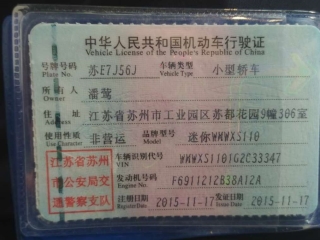 中华人民共和国机动车行驶证
Vehicle License of the People's Republic of China
号牌号码 苏E7J56J 车辆类型 小型轿车
Plate No. Vehicle Type
所有人 潘莺
Owner
住址 江苏省苏州市工业园区苏都花园9幢306室
Address
使用性质 非营运 品牌型号 迷你WMWXS110
Use Character Model
江苏省苏州市公安局交通警察支队
车辆识别代号 WMWXS1101G2C33347
VIN
发动机号码 F6911212B38A12A
Engine No.
注册日期 2015-11-17 发证日期 2015-11-17
Register Date Issue Date